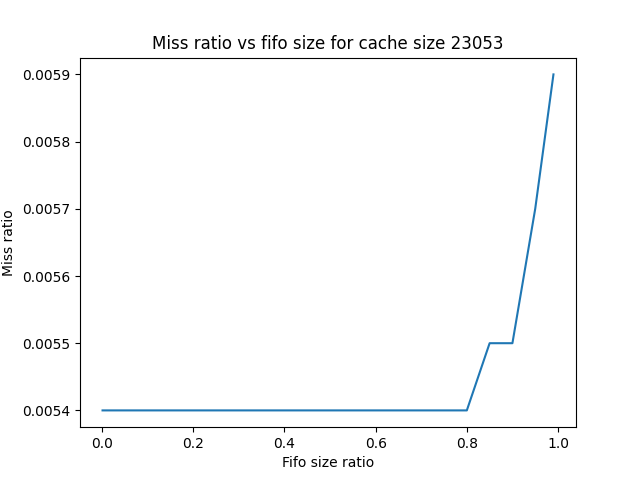 Miss ratio vs fifo size for cache size 23053
Miss ratio
0.0059
0.0058
0.0057
0.0056
0.0055
0.0054
0.0 0.2 0.4 0.6 0.8 1.0
Fifo size ratio